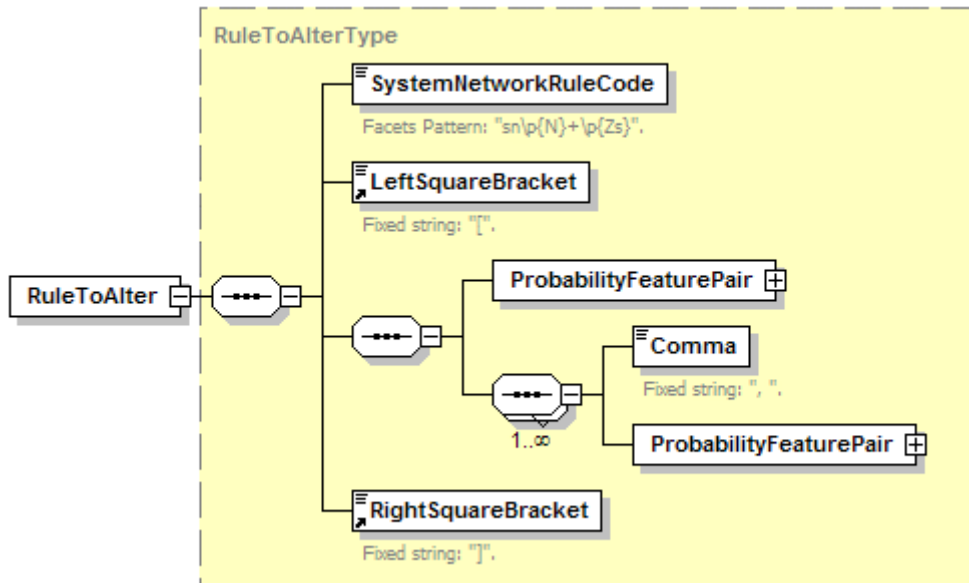 RuleToAlterType
SystemNetworkRuleCode
Facets Pattern: "sn\p{N}+\p{Zs}".
LeftSquareBracket
Fixed string: "[".
ProbabilityFeaturePair
RuleToAlter
Comma
Fixed string: ", ".
1..∞
ProbabilityFeaturePair
RightSquareBracket
Fixed string: "]".